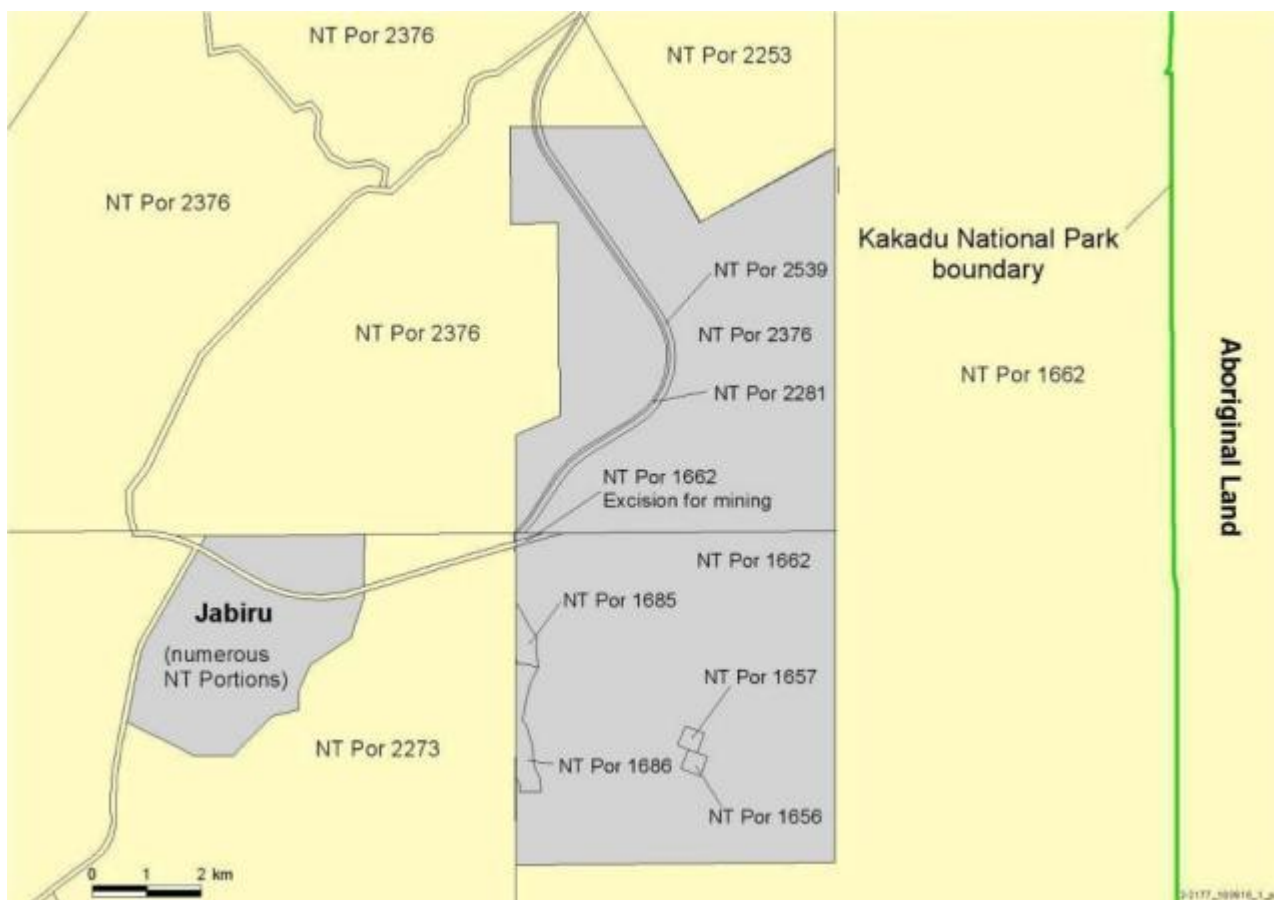 NT Por 2376
NT Por 2253
NT Por 2376
Kakadu National Park
boundary
NT Por 2539
NT Por 2376
NT Por 2376
NT Por 1662
Aboriginal Land
NT Por 2281
NT Por 1662
Excision for mining
NT Por 1662
NT Por 1685
Jabiru
(numerous
NT Portions)
NT Por 1657
NT Por 2273
NT Por 1686
NT Por 1656
0 1 2 km